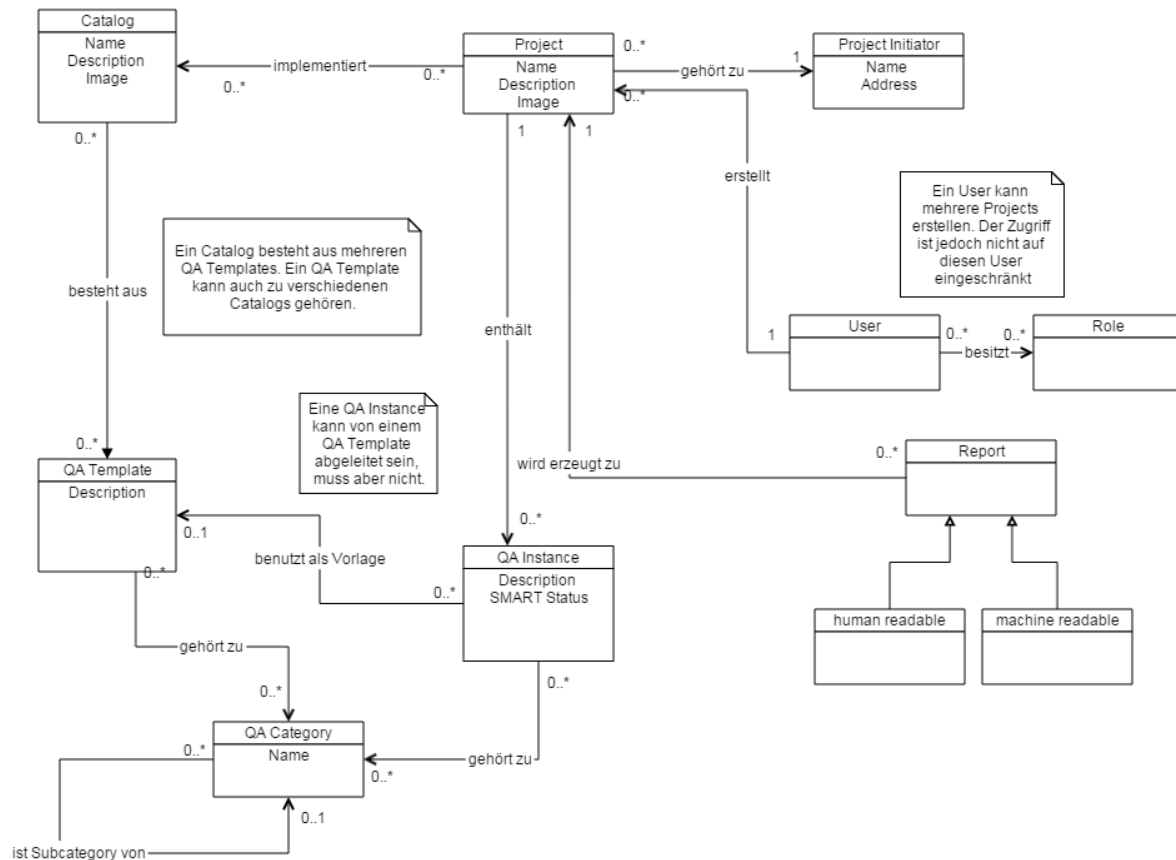 Catalog
Name
Description
Image
0..*
implementiert
0..*
Project
Name
Description
Image
0..*
gehört zu
1
Project Initiator
Name
Address
0..*
0..*
1
1
erstellt
Ein User kann
mehrere Projects
erstellen. Der Zugriff
ist jedoch nicht auf
diesen User
eingeschränkt
Ein Catalog besteht aus mehreren
QA Templates. Ein QA Template
kann auch zu verschiedenen
Catalogs gehören.
besteht aus
enthält
1
User
0..*
besitzt
0..*
Role
Eine QA Instance
kann von einem
QA Template
abgeleitet sein,
muss aber nicht.
0..*
QA Template
Description
wird erzeugt zu
0..*
Report
0..*
0..1
benutzt als Vorlage
0..*
QA Instance
Description
SMART Status
0..*
human readable
machine readable
gehört zu
0..*
0..*
QA Category
Name
0..*
gehört zu
0..*
0..1
ist Subcategory von